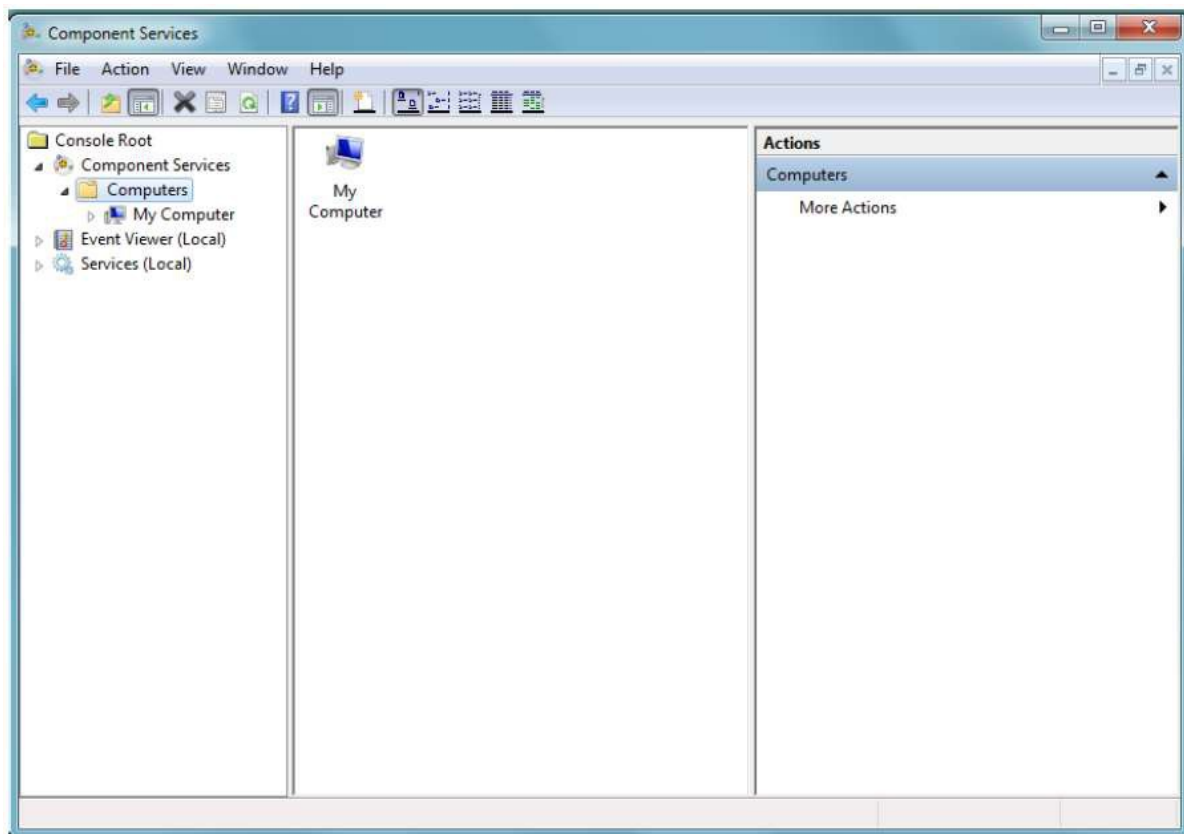 Component Services
File Action View Window Help
Console Root
Component Services
Computers
My Computer
Event Viewer (Local)
Services (Local)
My
Computer
Actions
Computers
More Actions